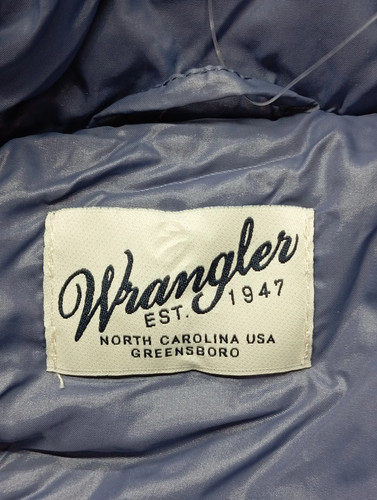 Wrangler
EST. 1947
NORTH CAROLINA USA
GREENSBORO